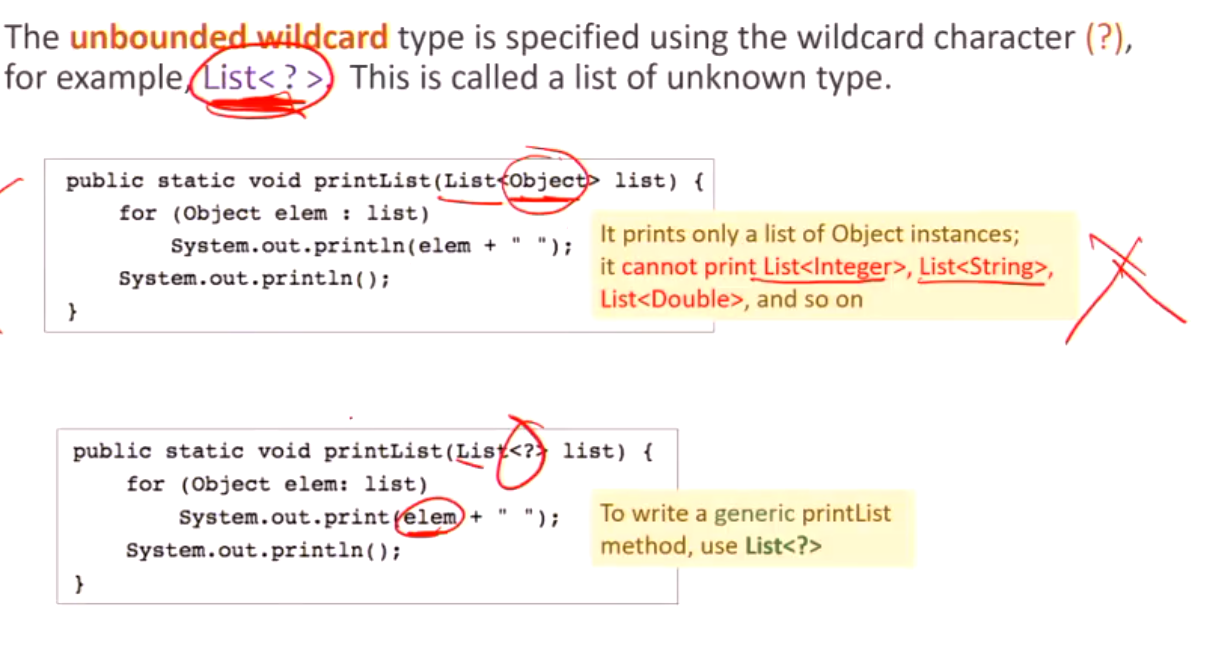 The unbounded wildcard type is specified using the wildcard character (?),
for example, List< ? >. This is called a list of unknown type.
public static void printList(List<Object> list) {
for (Object elem : list)
System.out.println(elem + " ");
System.out.println();
}
It prints only a list of Object instances;
it cannot print List<Integer>, List<String>,
List<Double>, and so on
public static void printList(List<?> list) {
for (Object elem: list)
System.out.print(elem + " ");
System.out.println();
}
To write a generic printList
method, use List<?>